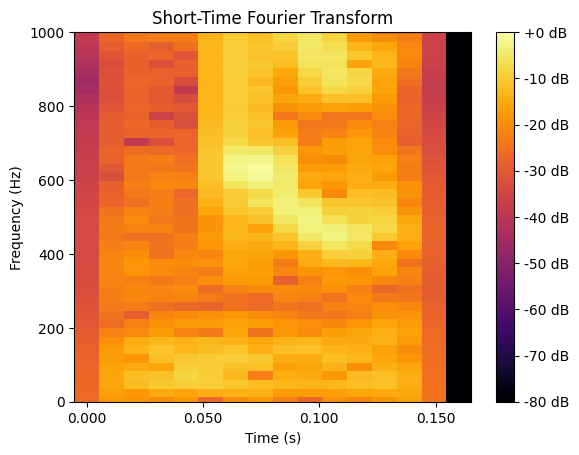 Short-Time Fourier Transform
1000
800
600
400
200
0
Frequency (Hz)
0.000
0.050
0.100
0.150
Time (s)
+0 dB
-10 dB
-20 dB
-30 dB
-40 dB
-50 dB
-60 dB
-70 dB
-80 dB